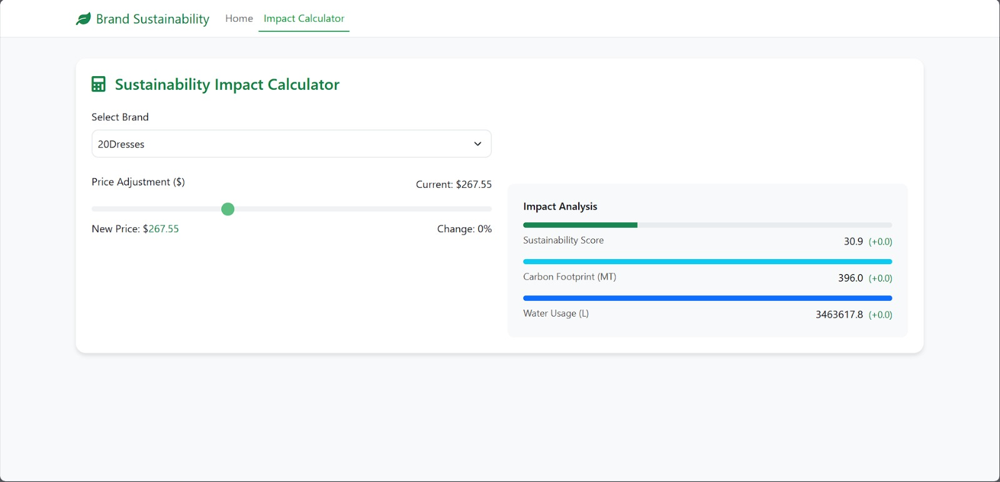 Brand Sustainability Home Impact Calculator
Sustainability Impact Calculator
Select Brand
20Dresses
Price Adjustment ($) Current: $267.55
New Price: $267.55 Change: 0%
Impact Analysis
Sustainability Score 30.9 (+0.0)
Carbon Footprint (MT) 396.0 (+0.0)
Water Usage (L) 3463617.8 (+0.0)